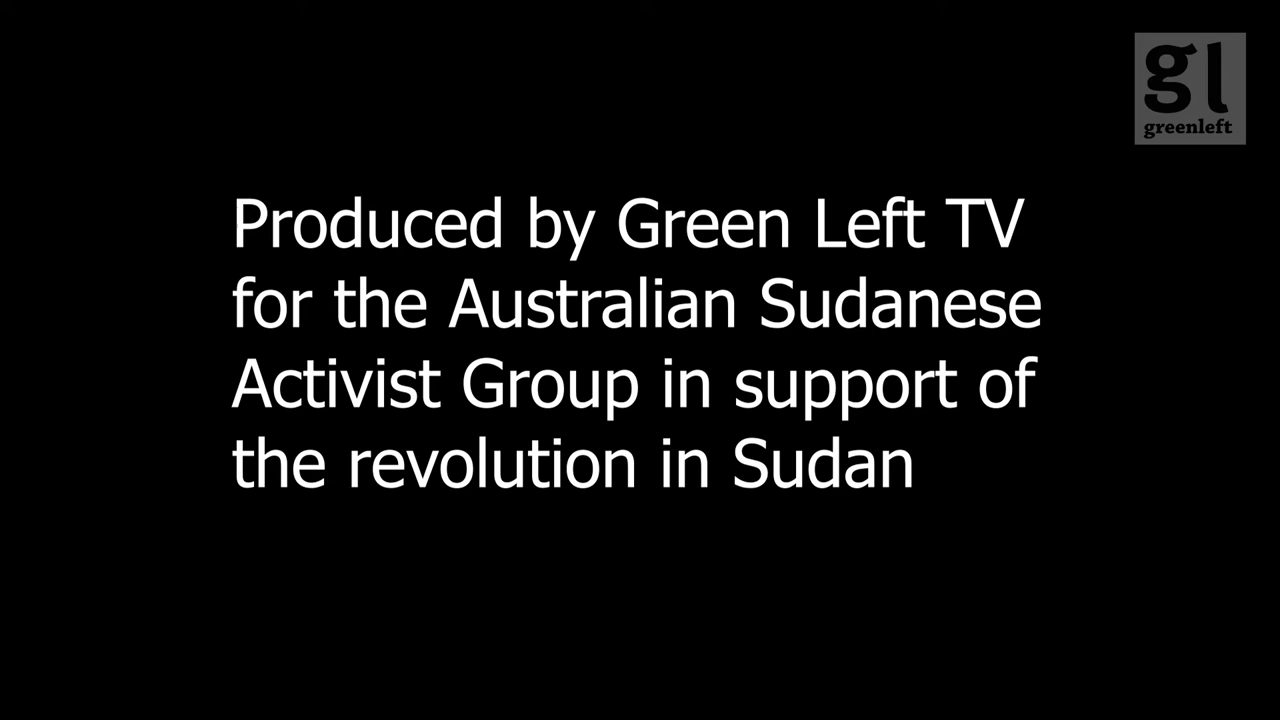 gl
greenleft
Produced by Green Left TV
for the Australian Sudanese
Activist Group in support of
the revolution in Sudan